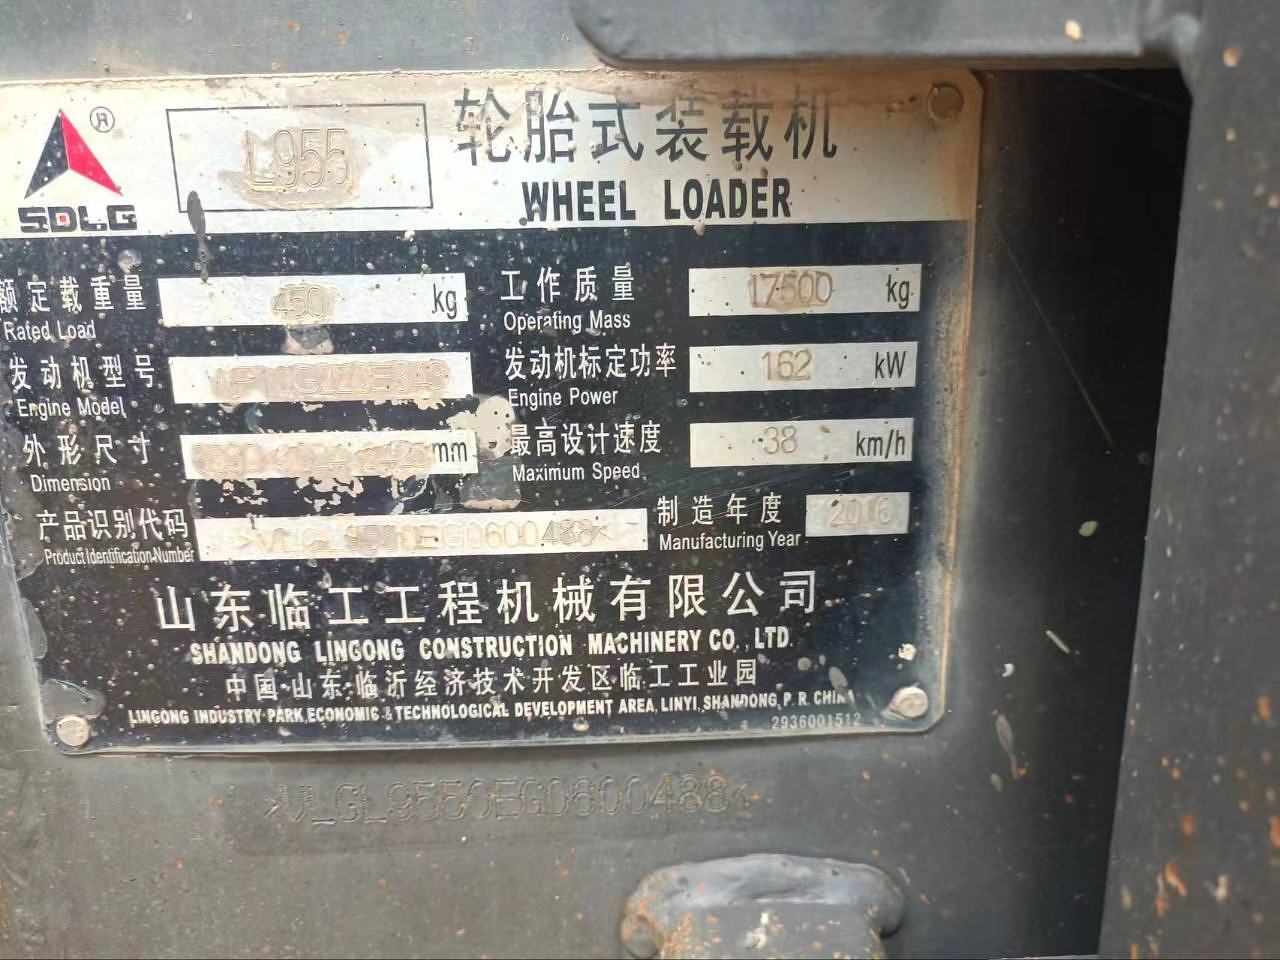 ®
SDLG
L955
轮胎式装载机
WHEEL LOADER
额定载重量 kg
Rated Load
工作质量 17500 kg
Operating Mass
发动机型号
Engine Model
发动机标定功率 162 kW
Engine Power
外形尺寸 mm
Dimension
最高设计速度 38 km/h
Maximum Speed
产品识别代码
Product Identification Number
制造年度 2016
Manufacturing Year
山东临工工程机械有限公司
SHANDONG LINGONG CONSTRUCTION MACHINERY CO., LTD.
中国·山东·临沂经济技术开发区临工工业园
LINGONG INDUSTRY PARK, ECONOMIC & TECHNOLOGICAL DEVELOPMENT AREA, LINYI, SHANDONG, P. R. CHINA
2936001512